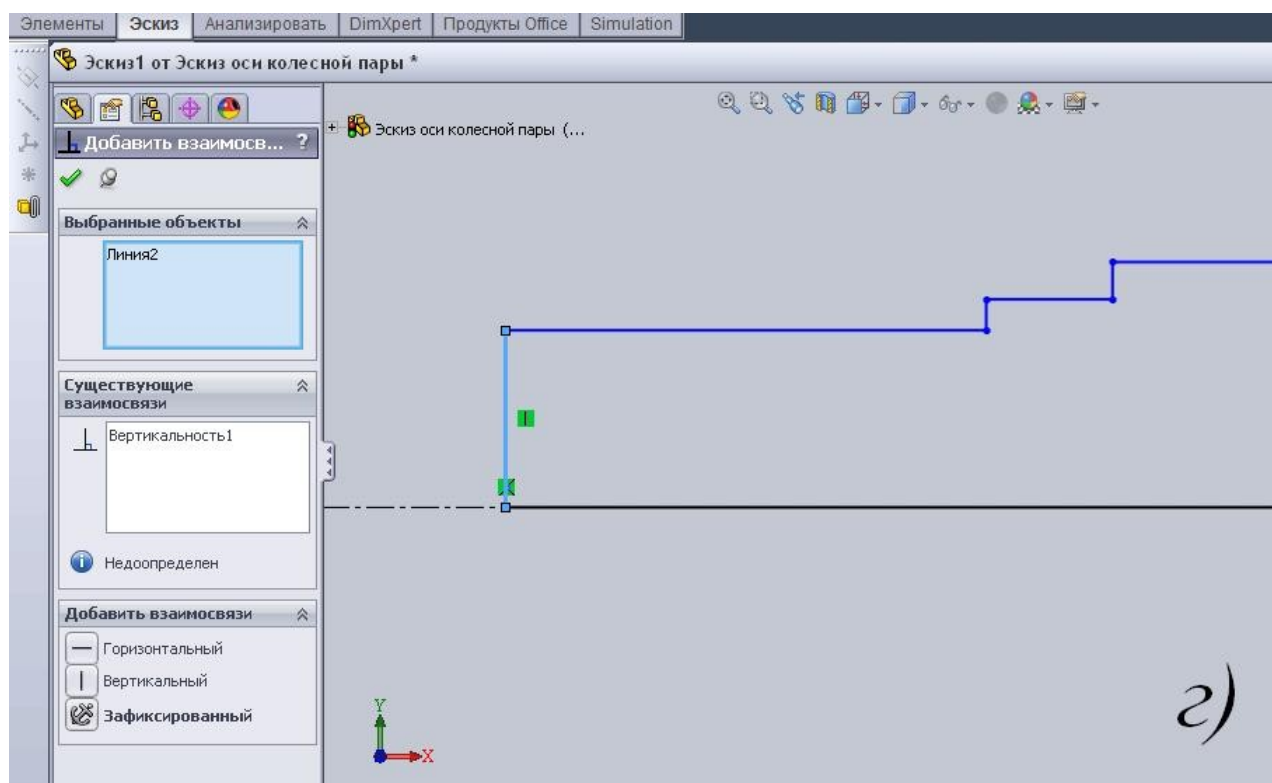 Элементы Эскиз Анализировать DimXpert Продукты Office Simulation
Эскиз1 от Эскиз оси колесной пары *
Эскиз оси колесной пары (...
Добавить взаимосв... ?
Выбранные объекты
Линия2
Существующие
взаимосвязи
Вертикальность1
Недоопределен
Добавить взаимосвязи
Горизонтальный
Вертикальный
Зафиксированный
Y
X
г)